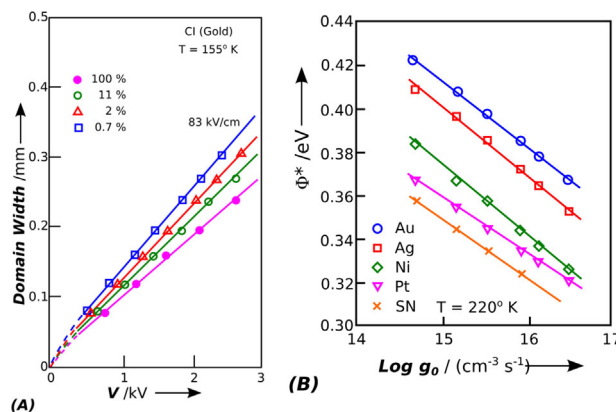 0.5
0.4
0.3
0.2
0.1
0
0
1
2
3
Domain Width/mm
V /kV
(A)
CI (Gold)
T = 155° K
100 %
11 %
2 %
0.7 %
83 kV/cm
0.44
0.42
0.40
0.38
0.36
0.34
0.32
0.30
14
15
16
17
Φ* /eV
Log g₀ / (cm⁻³ s⁻¹)
(B)
Au
Ag
Ni
Pt
SN
T = 220° K